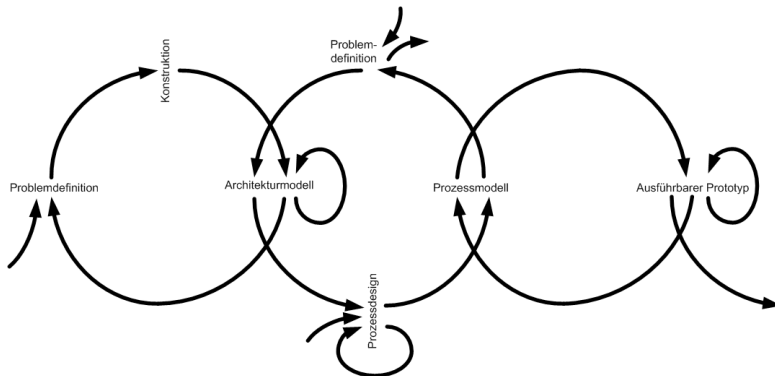 Problem-
definition
Konstruktion
Problemdefinition
Architekturmodell
Prozessmodell
Ausführbarer Prototyp
Prozessdesign